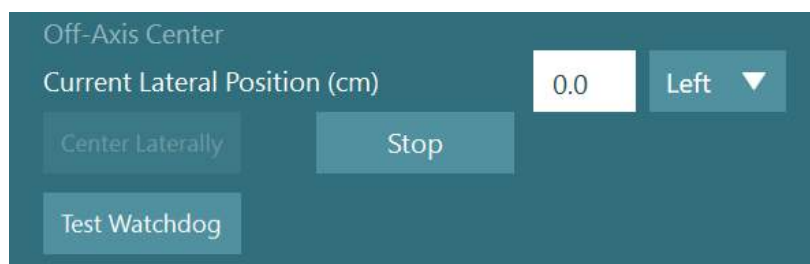 Off-Axis Center
Current Lateral Position (cm) 0.0 Left
Center Laterally Stop
Test Watchdog